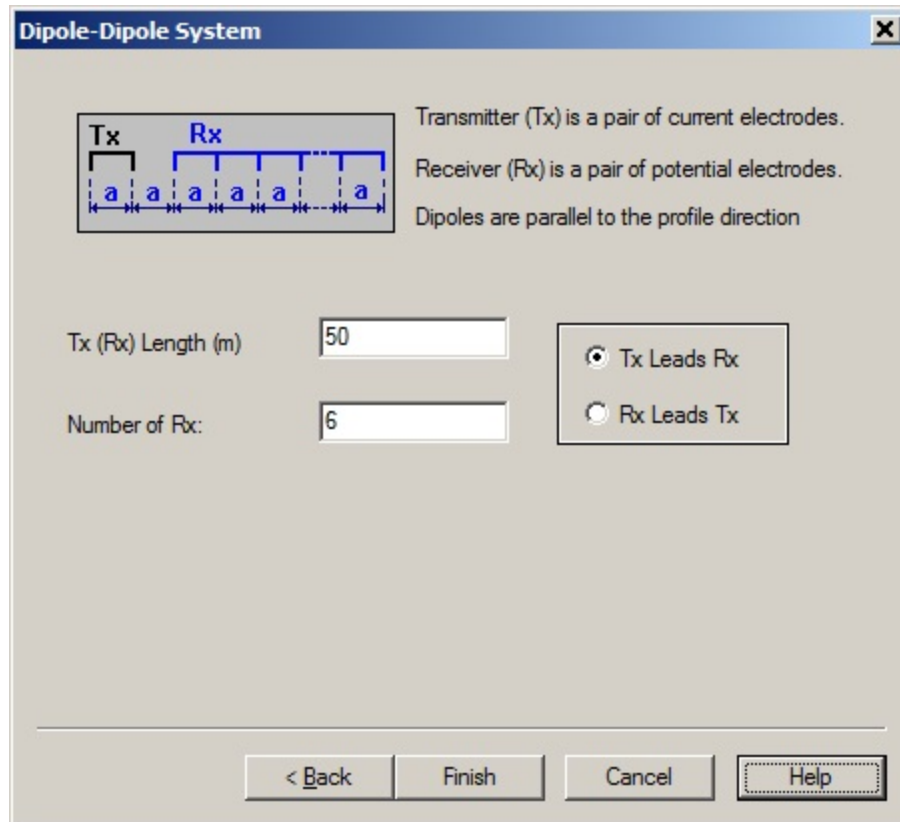 Dipole-Dipole System
Tx Rx
a a a a a a
Transmitter (Tx) is a pair of current electrodes.
Receiver (Rx) is a pair of potential electrodes.
Dipoles are parallel to the profile direction
Tx (Rx) Length (m) 50
Tx Leads Rx
Number of Rx: 6
Rx Leads Tx
< Back Finish Cancel Help